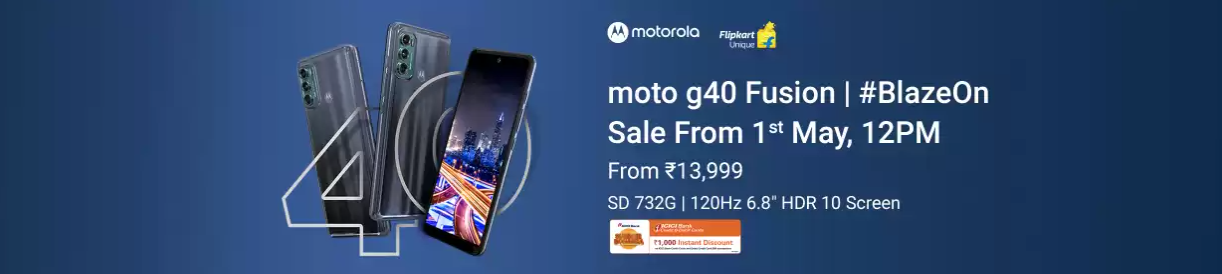 motorola
Flipkart
Unique
moto g40 Fusion | #BlazeOn
Sale From 1st May, 12PM
From ₹13,999
SD 732G | 120Hz 6.8" HDR 10 Screen
ICICI Bank
₹1,000 Instant Discount
40